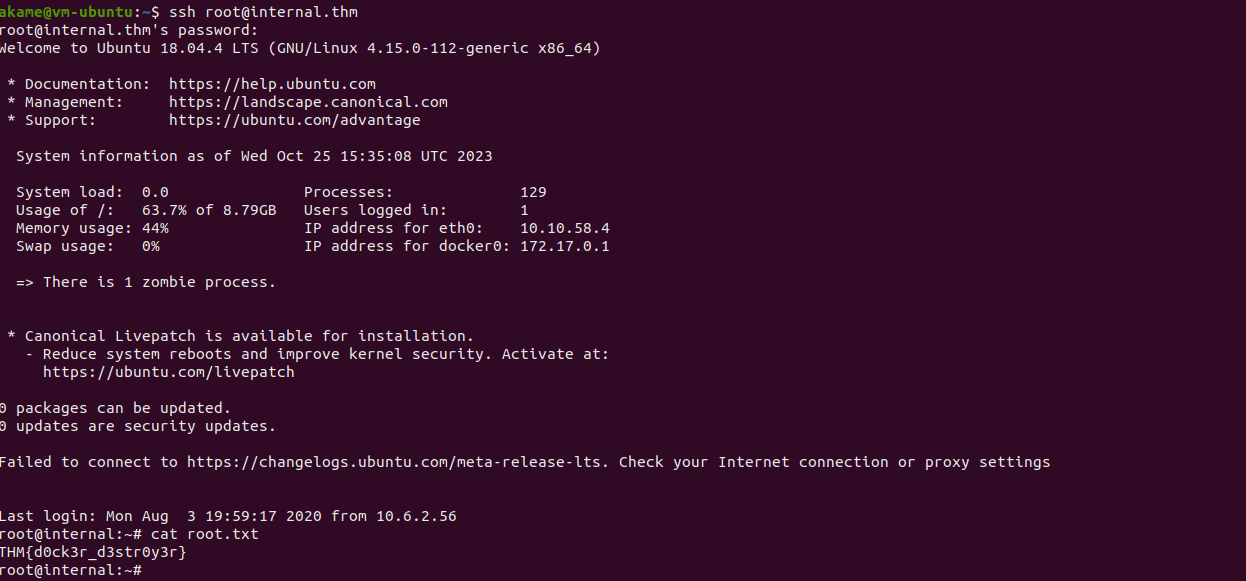 akame@vm-ubuntu:~$ ssh root@internal.thm
root@internal.thm's password:
Welcome to Ubuntu 18.04.4 LTS (GNU/Linux 4.15.0-112-generic x86_64)
* Documentation: https://help.ubuntu.com
* Management: https://landscape.canonical.com
* Support: https://ubuntu.com/advantage
System information as of Wed Oct 25 15:35:08 UTC 2023
System load: 0.0 Processes: 129
Usage of /: 63.7% of 8.79GB Users logged in: 1
Memory usage: 44% IP address for eth0: 10.10.58.4
Swap usage: 0% IP address for docker0: 172.17.0.1
=> There is 1 zombie process.
* Canonical Livepatch is available for installation.
- Reduce system reboots and improve kernel security. Activate at:
https://ubuntu.com/livepatch
0 packages can be updated.
0 updates are security updates.
Failed to connect to https://changelogs.ubuntu.com/meta-release-lts. Check your Internet connection or proxy settings
Last login: Mon Aug  3 19:59:17 2020 from 10.6.2.56
root@internal:~# cat root.txt
THM{d0ck3r_d3str0y3r}
root@internal:~#